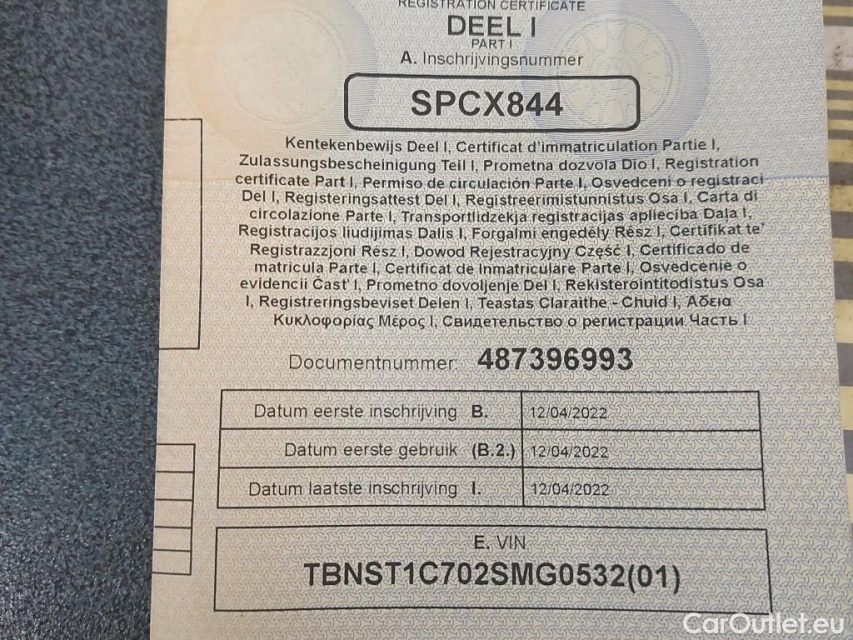 REGISTRATION CERTIFICATE
DEEL I
PART I
A. Inschrijvingsnummer
SPCX844
Kentekenbewijs Deel I, Certificat d'immatriculation Partie I,
Zulassungsbescheinigung Teil I, Prometna dozvola Dio I, Registration
certificate Part I, Permiso de circulación Parte I, Osvedceni o registraci
Del I, Registeringsattest Del I, Registreerimistunnistus Osa I, Carta di
circolazione Parte I, Transportlidzekja registracijas aplieciba Daļa I,
Registracijos liudijimas Dalis I, Forgalmi engedély Rész I, Certifikat te'
Registrazzjoni Rész I, Dowod Rejestracyjny Część I, Certificado de
matricula Parte I, Certificat de Inmatriculare Parte I, Osvedcenie o
evidencii Čast' I, Prometno dovoljenje Del I, Rekisterointitodistus Osa
I, Registreringsbeviset Delen I, Teastas Claraithe - Chuid I, Άδεια
Κυκλοφορίας Μέρος I, Свидетельство о регистрации Часть I
Documentnummer: 487396993
Datum eerste inschrijving B. 12/04/2022
Datum eerste gebruik (B.2.) 12/04/2022
Datum laatste inschrijving I. 12/04/2022
E. VIN
TBNST1C702SMG0532(01)
CarOutlet.eu